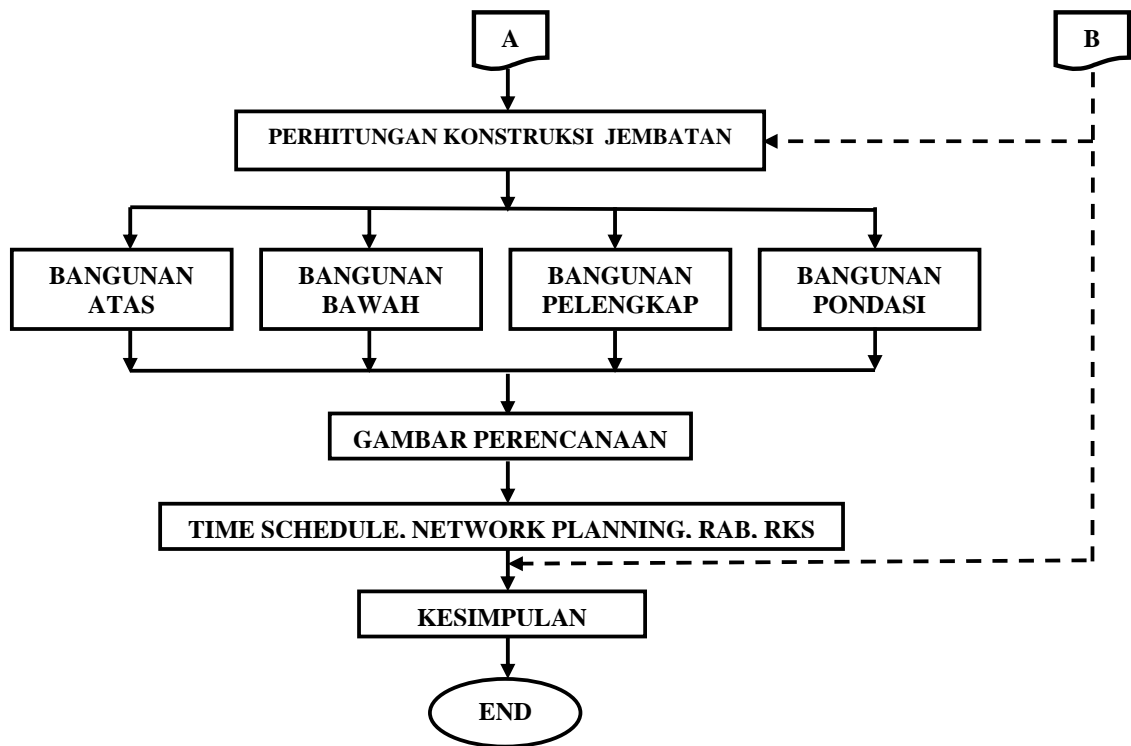 A
B
PERHITUNGAN KONSTRUKSI JEMBATAN
BANGUNAN
ATAS
BANGUNAN
BAWAH
BANGUNAN
PELENGKAP
BANGUNAN
PONDASI
GAMBAR PERENCANAAN
TIME SCHEDULE. NETWORK PLANNING. RAB. RKS
KESIMPULAN
END